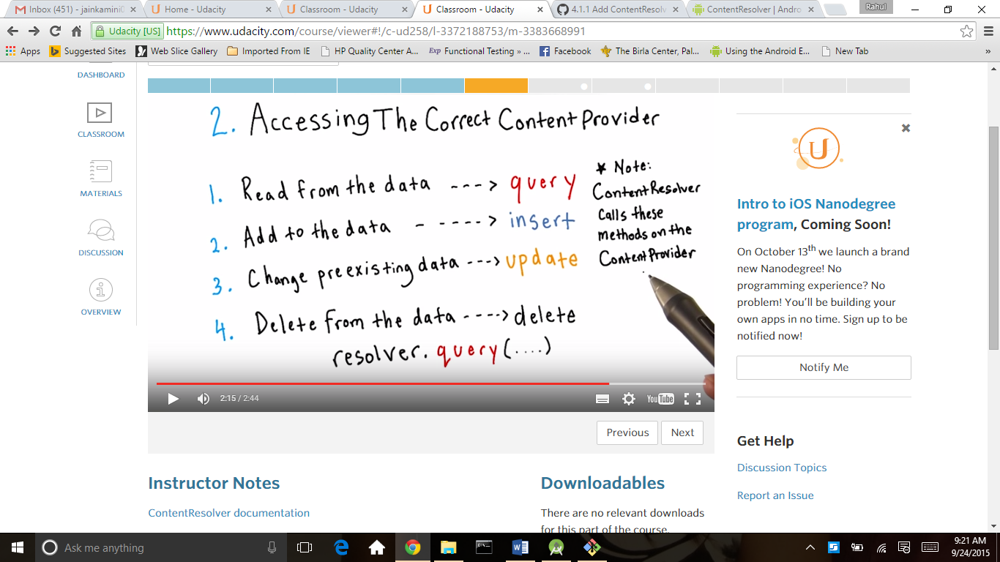 Inbox (451) - jainkamini0
Home - Udacity
Classroom - Udacity
Classroom - Udacity
4.1.1 Add ContentResolv
ContentResolver | Andro
Rahul
Udacity [US]
https://www.udacity.com/course/viewer#!/c-ud258/l-3372188753/m-3383668991
Apps
Suggested Sites
Web Slice Gallery
Imported From IE
HP Quality Center A...
Exp Functional Testing » ...
Facebook
The Birla Center, Pal...
Using the Android E...
New Tab
»
DASHBOARD
CLASSROOM
MATERIALS
DISCUSSION
OVERVIEW
2. Accessing The Correct Content Provider
1. Read from the data ---> query
2. Add to the data - ----> insert
3. Change preexisting data ---> update
4. Delete from the data ----> delete
resolver. query (....)
* Note:
ContentResolver
calls these
methods on the
ContentProvider
2:15 / 2:44
YouTube
Previous
Next
Instructor Notes
ContentResolver documentation
Downloadables
There are no relevant downloads
for this part of the course.
U
Intro to iOS Nanodegree
program, Coming Soon!
On October 13th we launch a brand
new Nanodegree! No
programming experience? No
problem! You'll be building your
own apps in no time. Sign up to be
notified now!
Notify Me
Get Help
Discussion Topics
Report an Issue
Ask me anything
9:21 AM
9/24/2015